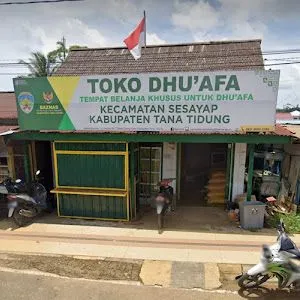 TOKO DHU'AFA
TEMPAT BELANJA KHUSUS UNTUK DHU'AFA
KECAMATAN SESAYAP
KABUPATEN TANA TIDUNG
BAZNAS